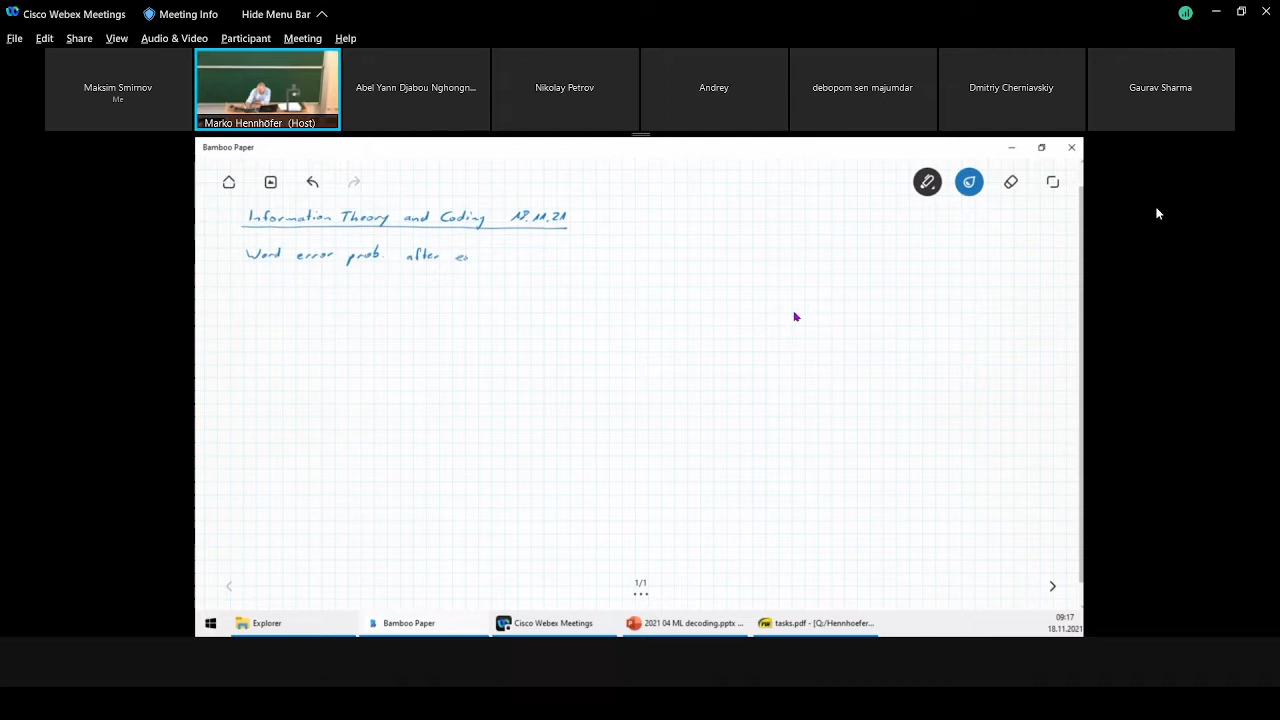 Cisco Webex Meetings Meeting Info Hide Menu Bar
File Edit Share View Audio & Video Participant Meeting Help
Maksim Smirnov
Me
Marko Hennhöfer (Host)
Abel Yann Djabou Nghongn...
Nikolay Petrov
Andrey
debopom sen majumdar
Dmitriy Cherniavskiy
Gaurav Sharma
Bamboo Paper
Information Theory and Coding 18.11.21
Word error prob. after
1/1
Explorer
Bamboo Paper
Cisco Webex Meetings
2021 04 ML decoding.pptx ...
tasks.pdf - [Q:/Hennhoefer...
09:17
18.11.2021